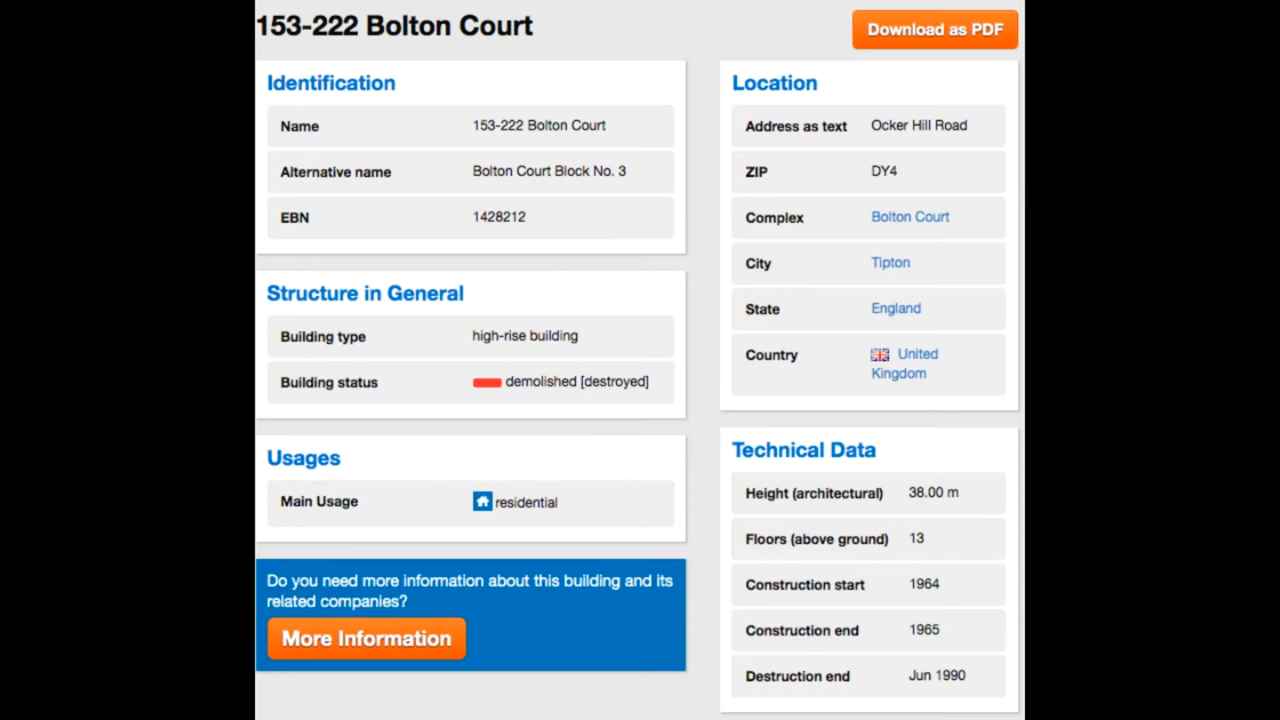 153-222 Bolton Court
Download as PDF
Identification
Name 153-222 Bolton Court
Alternative name Bolton Court Block No. 3
EBN 1428212
Structure in General
Building type high-rise building
Building status demolished [destroyed]
Usages
Main Usage residential
Do you need more information about this building and its
related companies?
More Information
Location
Address as text Ocker Hill Road
ZIP DY4
Complex Bolton Court
City Tipton
State England
Country United
Kingdom
Technical Data
Height (architectural) 38.00 m
Floors (above ground) 13
Construction start 1964
Construction end 1965
Destruction end Jun 1990